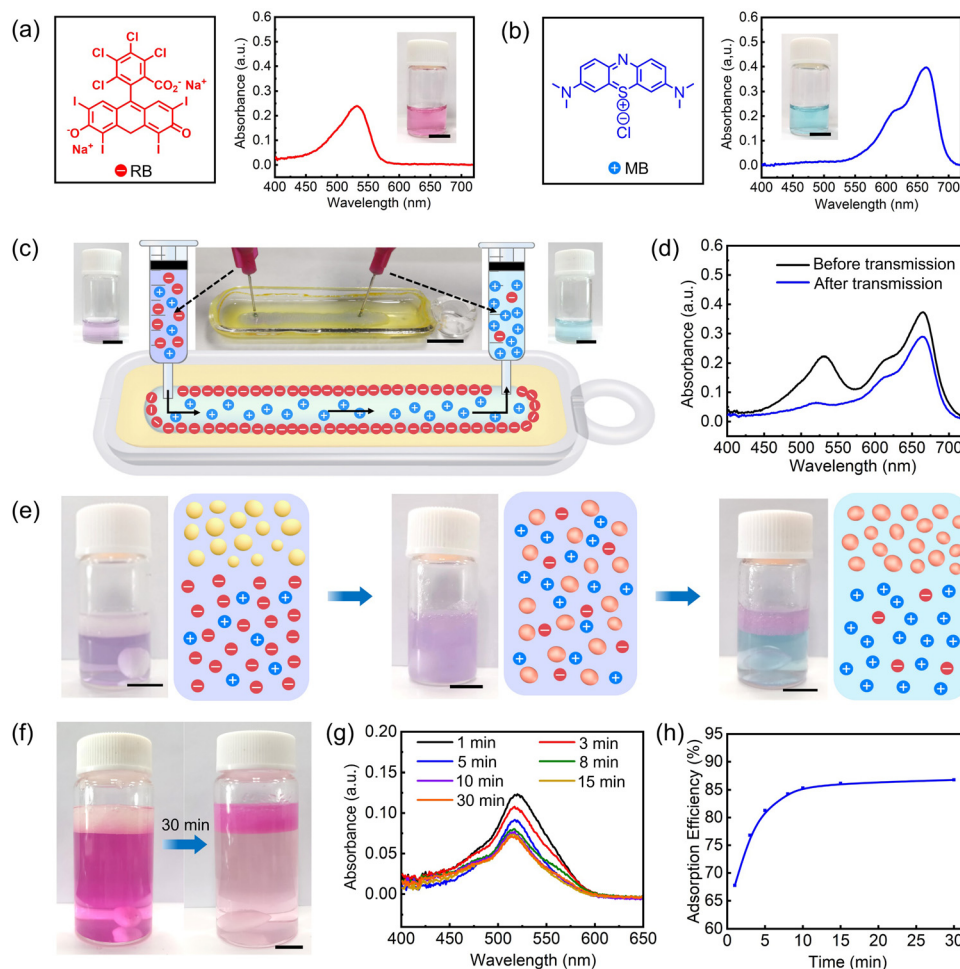 (a)
Cl
Cl
Cl
Cl
CO₂⁻ Na⁺
I
I
⁻O
O
Na⁺
I
I
⊖ RB
Absorbance (a.u.)
0.6
0.5
0.4
0.3
0.2
0.1
0.0
400 450 500 550 600 650 700
Wavelength (nm)
(b)
N
N
S
N
⊕
⊖
Cl
⊕ MB
Absorbance (a.u.)
0.6
0.5
0.4
0.3
0.2
0.1
0.0
400 450 500 550 600 650 700
Wavelength (nm)
(c)
(d)
Absorbance (a.u.)
0.6
0.5
0.4
0.3
0.2
0.1
0.0
Before transmission
After transmission
400 450 500 550 600 650 700
Wavelength (nm)
(e)
(f)
30 min
(g)
Absorbance (a.u.)
0.20
0.15
0.10
0.05
0.00
1 min 3 min
5 min 8 min
10 min 15 min
30 min
400 450 500 550 600 650
Wavelength (nm)
(h)
Adsorption Efficiency (%)
100
95
90
85
80
75
70
65
60
0 5 10 15 20 25 30
Time (min)